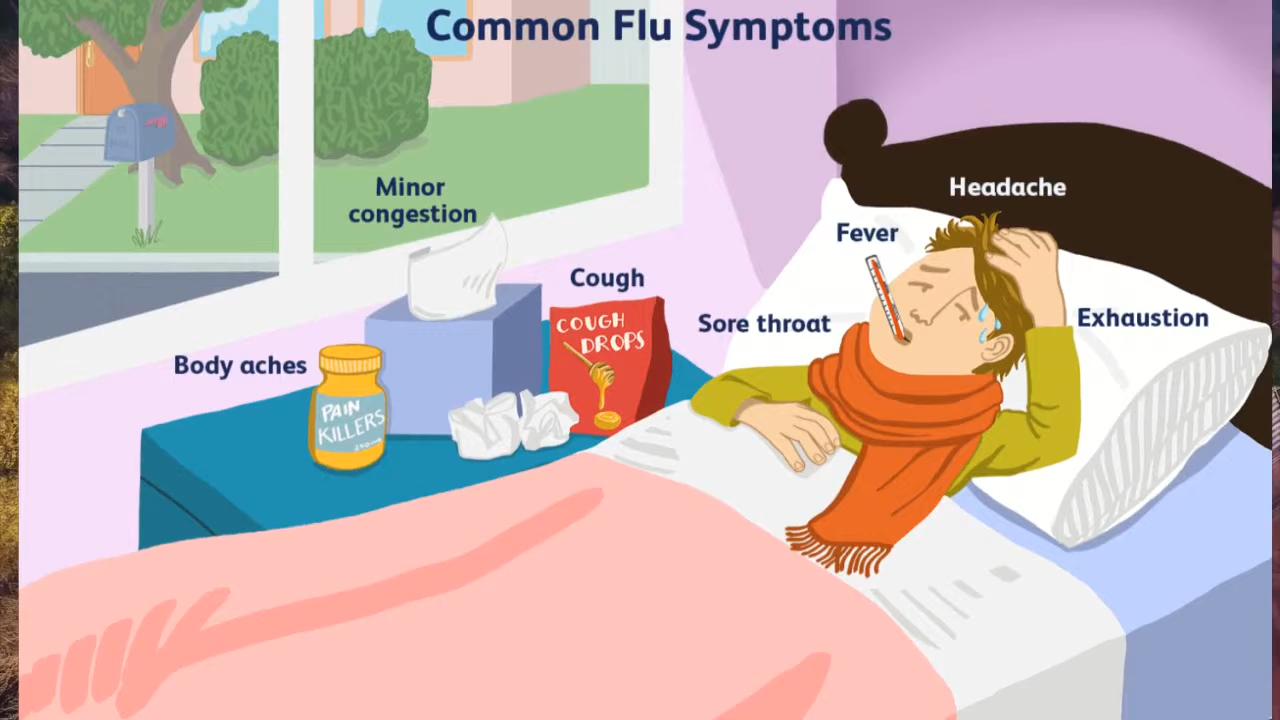 Common Flu Symptoms
Minor
congestion
Headache
Fever
Cough
Sore throat
Exhaustion
COUGH
DROPS
Body aches
PAIN
KILLERS